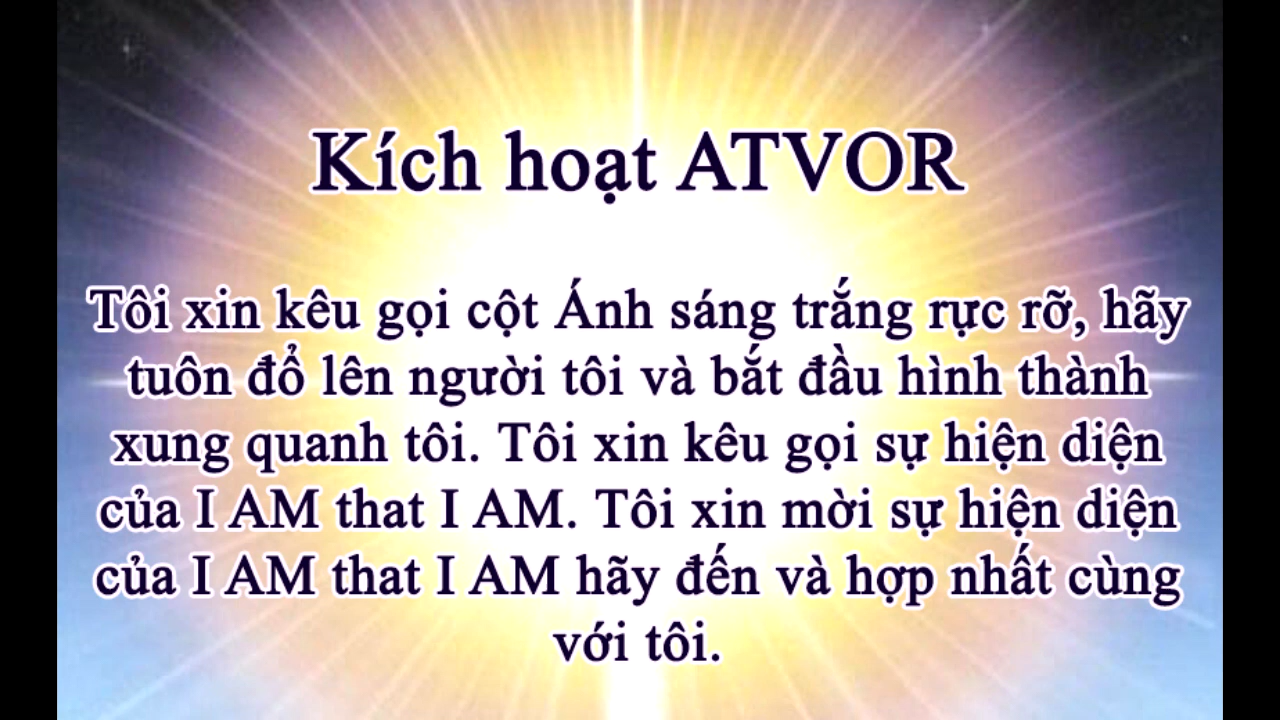 Kích hoạt ATVOR
Tôi xin kêu gọi cột Ánh sáng trắng rực rỡ, hãy
tuôn đổ lên người tôi và bắt đầu hình thành
xung quanh tôi. Tôi xin kêu gọi sự hiện diện
của I AM that I AM. Tôi xin mời sự hiện diện
của I AM that I AM hãy đến và hợp nhất cùng
với tôi.